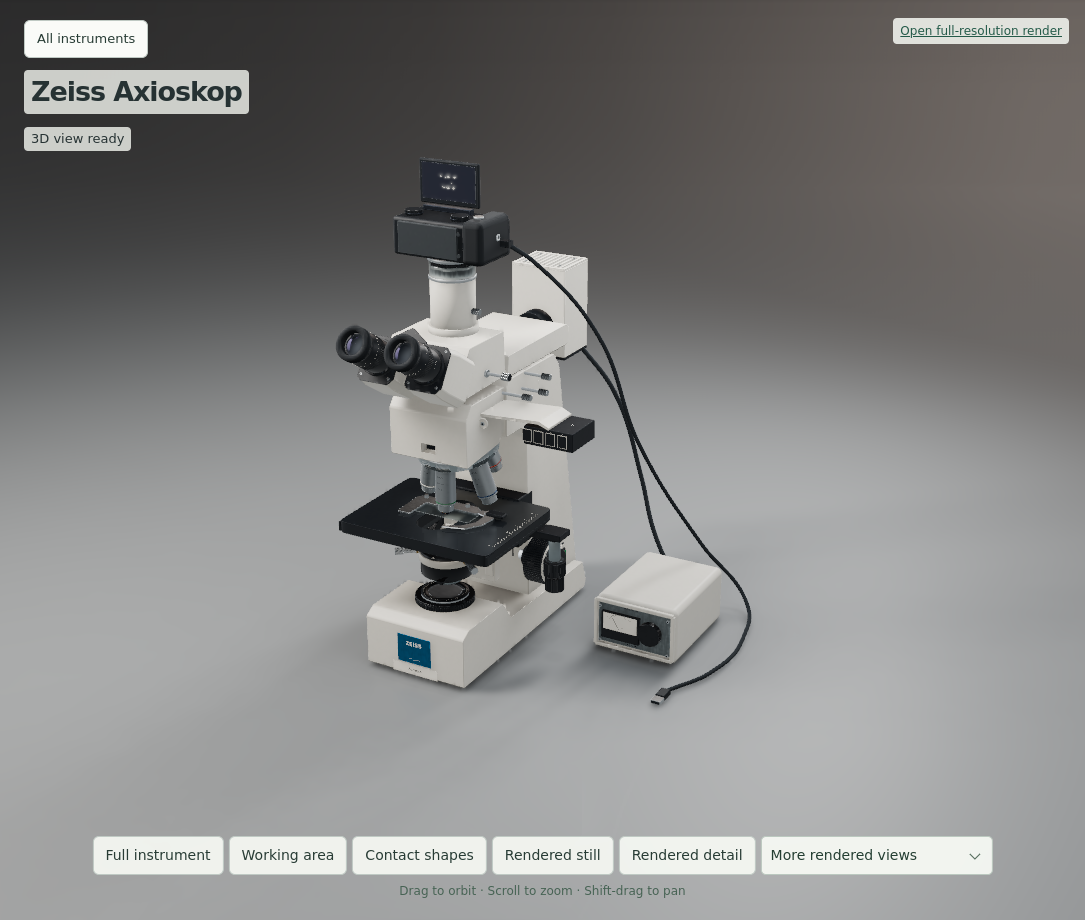 All instruments
Open full-resolution render
Zeiss Axioskop
3D view ready
ZEISS
Full instrument
Working area
Contact shapes
Rendered still
Rendered detail
More rendered views
Drag to orbit · Scroll to zoom · Shift-drag to pan